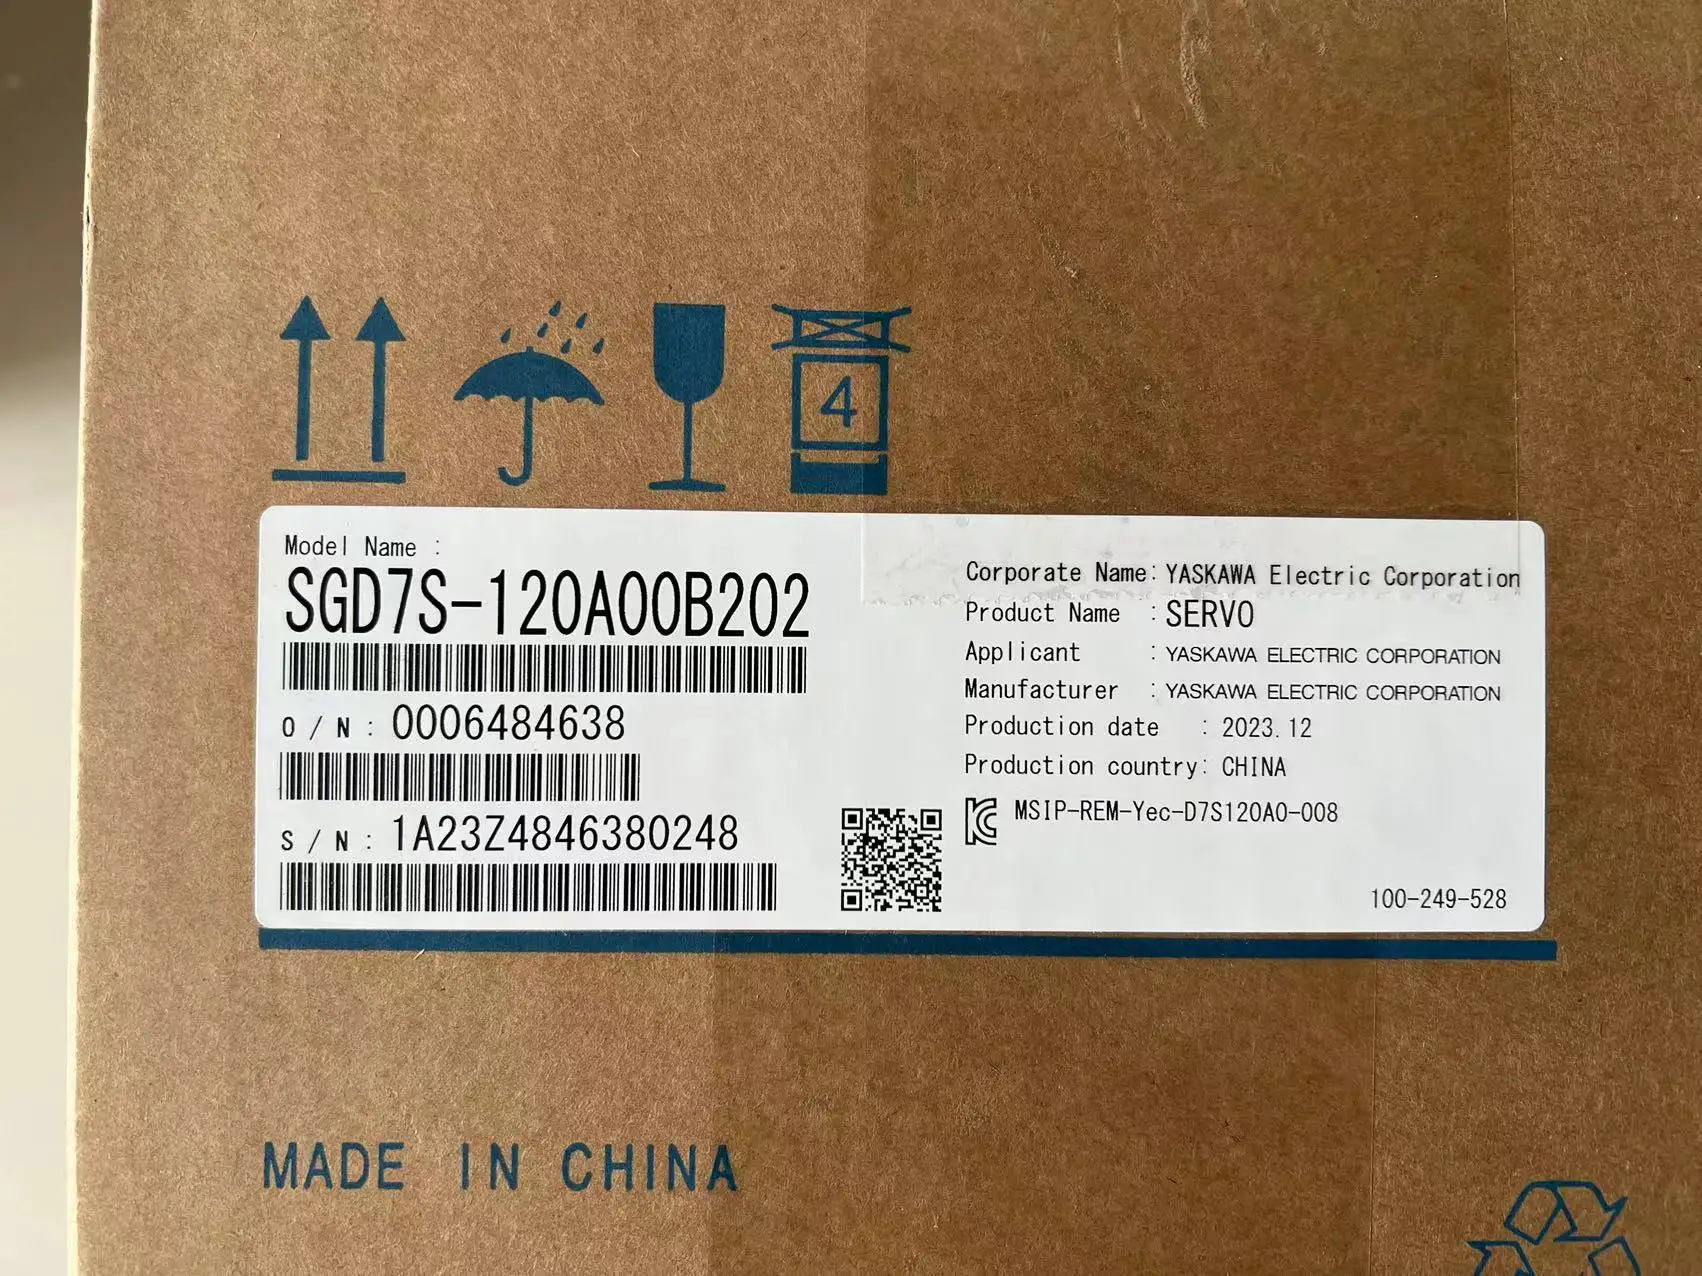 4
Model Name :
SGD7S-120A00B202
O/N: 0006484638
S/N: 1A23Z4846380248
Corporate Name: YASKAWA Electric Corporation
Product Name : SERVO
Applicant : YASKAWA ELECTRIC CORPORATION
Manufacturer : YASKAWA ELECTRIC CORPORATION
Production date : 2023.12
Production country: CHINA
MSIP-REM-Yec-D7S120A0-008
100-249-528
MADE IN CHINA